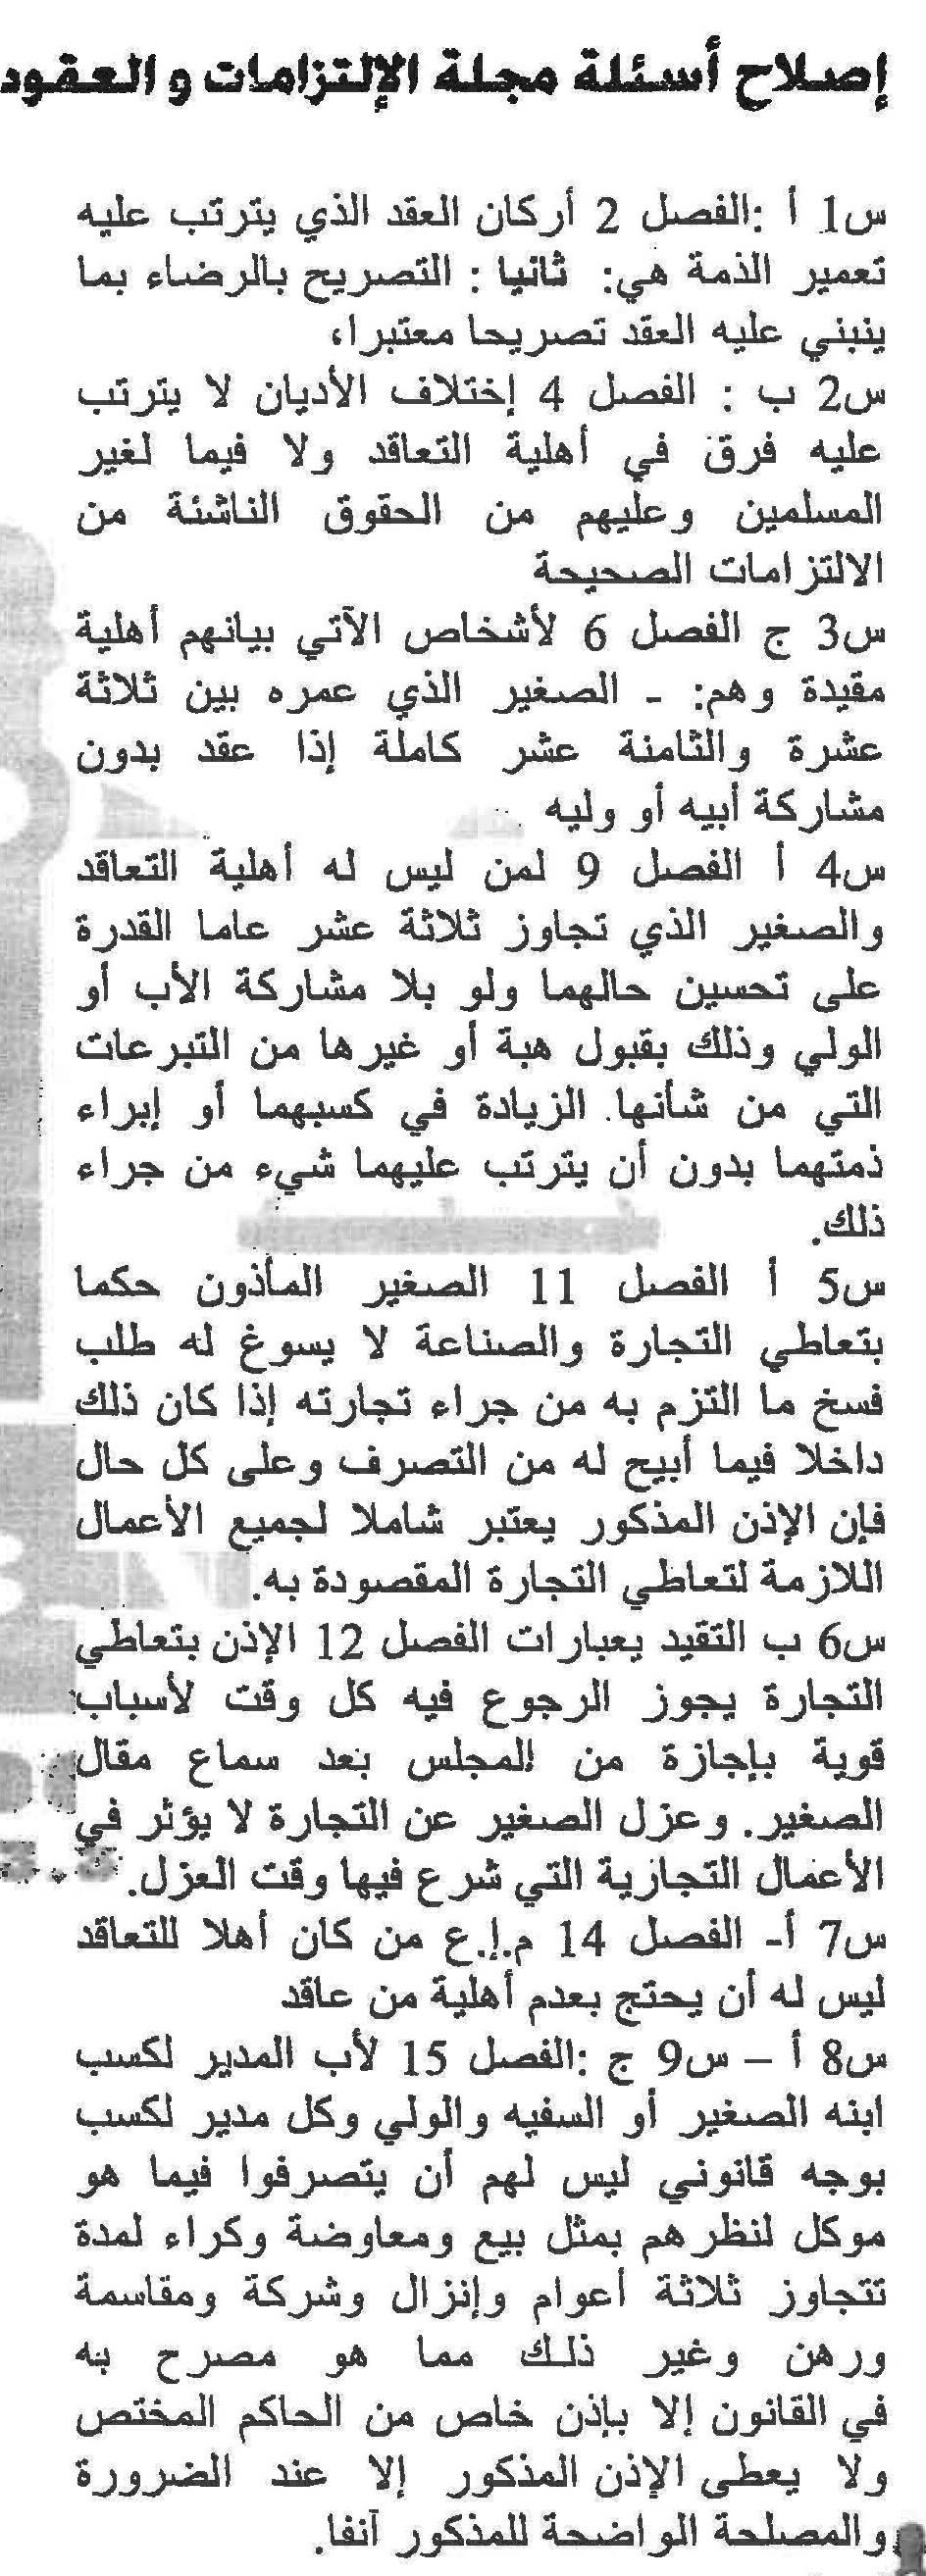 إصلاح أسئلة مجلة الإلتزامات و العقود
س1 أ :الفصل 2 أركان العقد الذي يترتب عليه
تعمير الذمة هي: ثانيا : التصريح بالرضاء بما
ينبني عليه العقد تصريحا معتبرا،
س2 ب : الفصل 4 إختلاف الأديان لا يترتب
عليه فرق في أهلية التعاقد ولا فيما لغير
المسلمين وعليهم من الحقوق الناشئة من
الالتزامات الصحيحة
س3 ج الفصل 6 لأشخاص الآتي بيانهم أهلية
مقيدة وهم: - الصغير الذي عمره بين ثلاثة
عشرة والثامنة عشر كاملة إذا عقد بدون
مشاركة أبيه أو وليه
س4 أ الفصل 9 لمن ليس له أهلية التعاقد
والصغير الذي تجاوز ثلاثة عشر عاما القدرة
على تحسين حالهما ولو بلا مشاركة الأب أو
الولي وذلك بقبول هبة أو غيرها من التبرعات
التي من شأنها الزيادة في كسبهما أو إبراء
ذمتهما بدون أن يترتب عليهما شيء من جراء
ذلك.
س5 أ الفصل 11 الصغير المأذون حكما
بتعاطي التجارة والصناعة لا يسوغ له طلب
فسخ ما التزم به من جراء تجارته إذا كان ذلك
داخلا فيما أبيح له من التصرف وعلى كل حال
فإن الإذن المذكور يعتبر شاملا لجميع الأعمال
اللازمة لتعاطي التجارة المقصودة به.
س6 ب التقيد يعبارات الفصل 12 الإذن بتعاطي
التجارة يجوز الرجوع فيه كل وقت لأسباب
قوية بإجازة من المجلس بعد سماع مقال
الصغير. وعزل الصغير عن التجارة لا يؤثر في
الأعمال التجارية التي شرع فيها وقت العزل.
س7 أ- الفصل 14 م.إ.ع من كان أهلا للتعاقد
ليس له أن يحتج بعدم أهلية من عاقد
س8 أ – س9 ج :الفصل 15 لأب المدير لكسب
ابنه الصغير أو السفيه والولي وكل مدير لكسب
بوجه قانوني ليس لهم أن يتصرفوا فيما هو
موكل لنظرهم بمثل بيع ومعاوضة وكراء لمدة
تتجاوز ثلاثة أعوام وإنزال وشركة ومقاسمة
ورهن وغير ذلك مما هو مصرح به
في القانون إلا بإذن خاص من الحاكم المختص
ولا يعطى الإذن المذكور إلا عند الضرورة
والمصلحة الواضحة للمذكور آنفا.